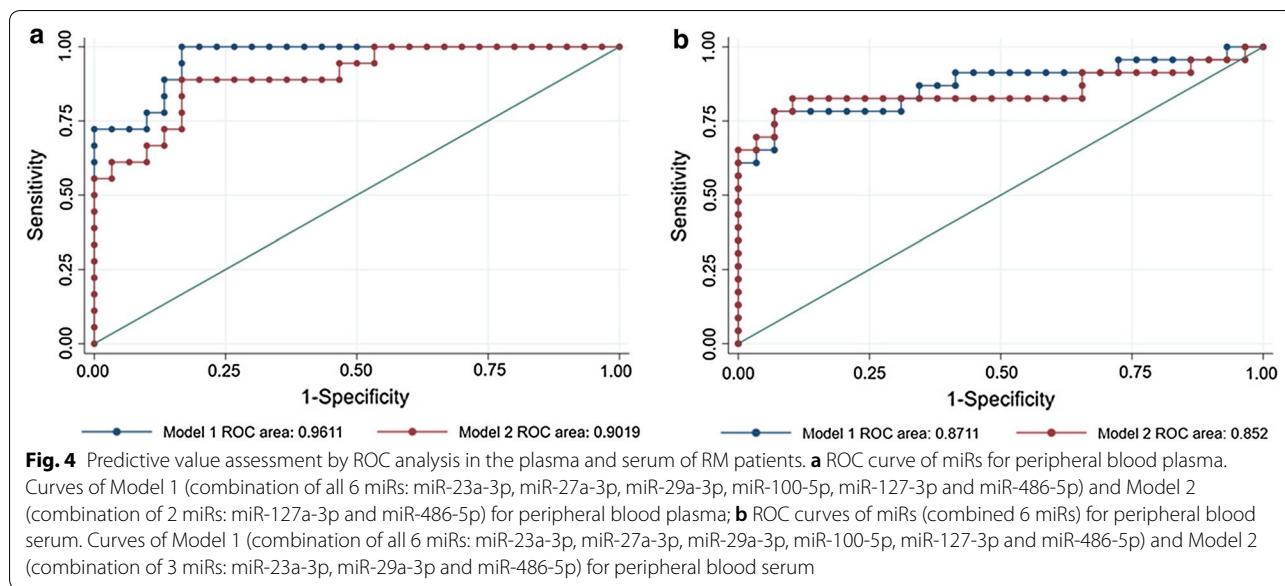 a
1.00
0.75
0.50
0.25
0.00
Sensitivity
0.00 0.25 0.50 0.75 1.00
1-Specificity
Model 1 ROC area: 0.9611 Model 2 ROC area: 0.9019
b
1.00
0.75
0.50
0.25
0.00
Sensitivity
0.00 0.25 0.50 0.75 1.00
1-Specificity
Model 1 ROC area: 0.8711 Model 2 ROC area: 0.852
Fig. 4 Predictive value assessment by ROC analysis in the plasma and serum of RM patients. a ROC curve of miRs for peripheral blood plasma.
Curves of Model 1 (combination of all 6 miRs: miR-23a-3p, miR-27a-3p, miR-29a-3p, miR-100-5p, miR-127-3p and miR-486-5p) and Model 2
(combination of 2 miRs: miR-127a-3p and miR-486-5p) for peripheral blood plasma; b ROC curves of miRs (combined 6 miRs) for peripheral blood
serum. Curves of Model 1 (combination of all 6 miRs: miR-23a-3p, miR-27a-3p, miR-29a-3p, miR-100-5p, miR-127-3p and miR-486-5p) and Model 2
(combination of 3 miRs: miR-23a-3p, miR-29a-3p and miR-486-5p) for peripheral blood serum